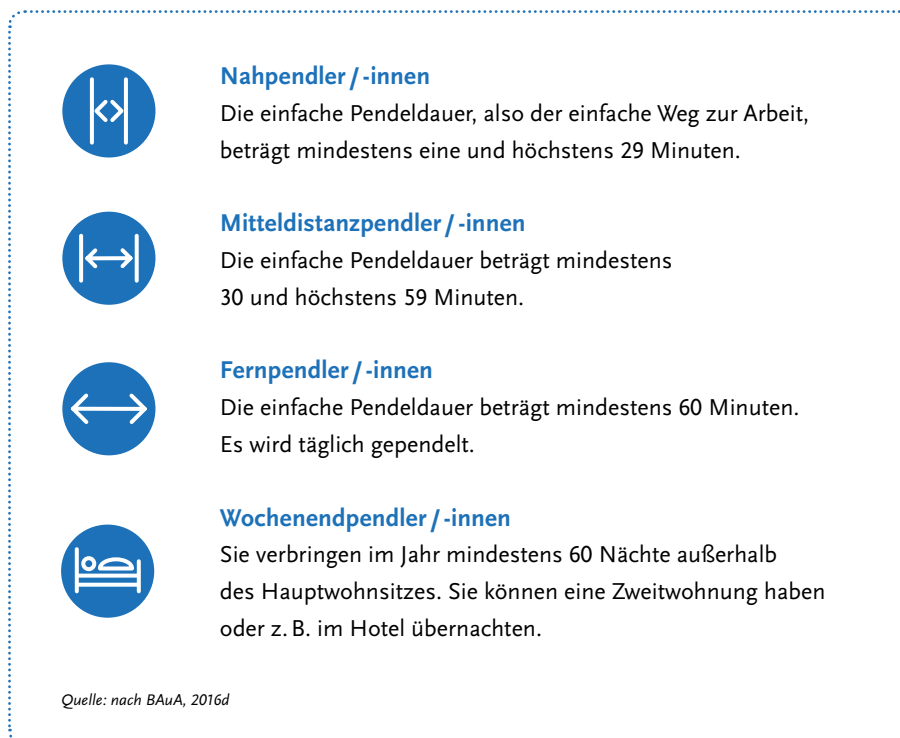 Nahpendler / -innen
Die einfache Pendeldauer, also der einfache Weg zur Arbeit,
beträgt mindestens eine und höchstens 29 Minuten.
Mitteldistanzpendler / -innen
Die einfache Pendeldauer beträgt mindestens
30 und höchstens 59 Minuten.
Fernpendler / -innen
Die einfache Pendeldauer beträgt mindestens 60 Minuten.
Es wird täglich gependelt.
Wochenendpendler / -innen
Sie verbringen im Jahr mindestens 60 Nächte außerhalb
des Hauptwohnsitzes. Sie können eine Zweitwohnung haben
oder z. B. im Hotel übernachten.
Quelle: nach BAuA, 2016d